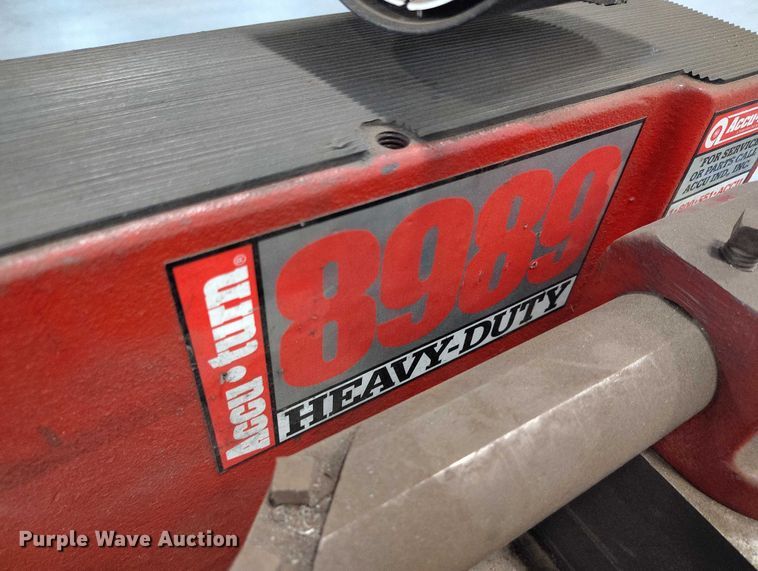 Accu•turn®
8989
HEAVY-DUTY
Accu-
"FOR SERVICE
OR PARTS CALL
ACCU IND., INC.
Purple Wave Auction®